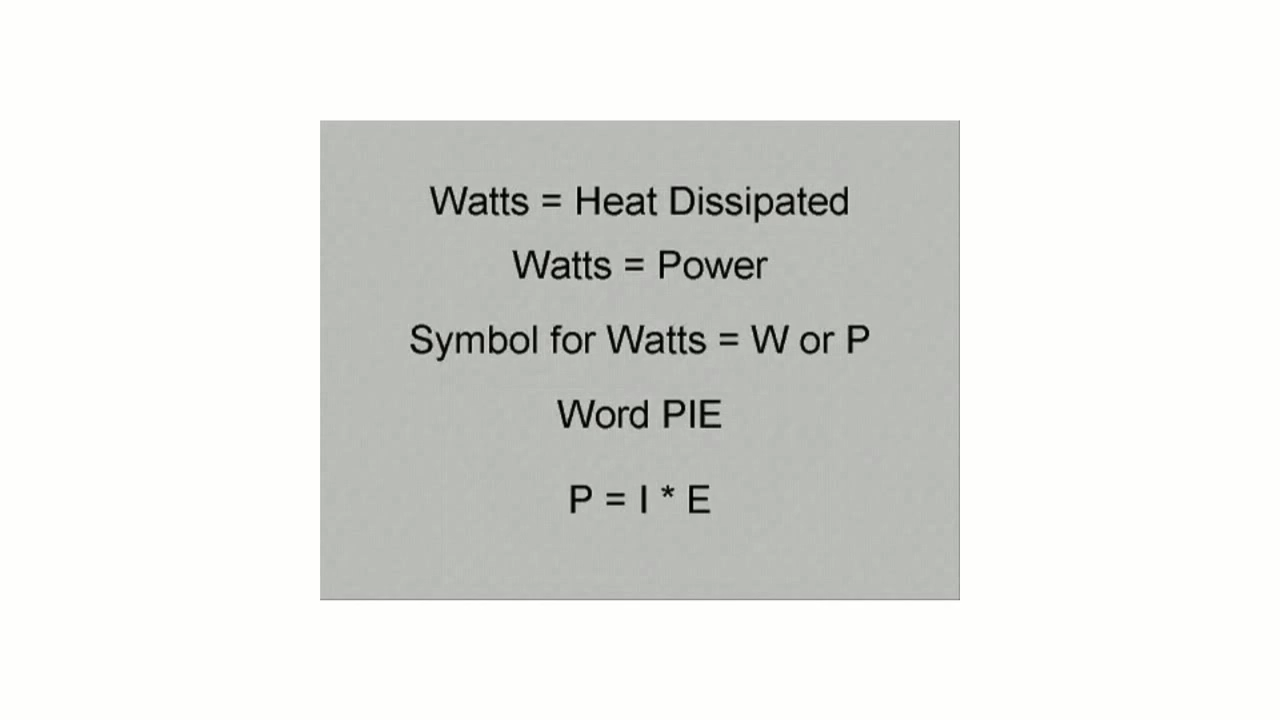 Watts = Heat Dissipated
Watts = Power
Symbol for Watts = W or P
Word PIE
P = I * E